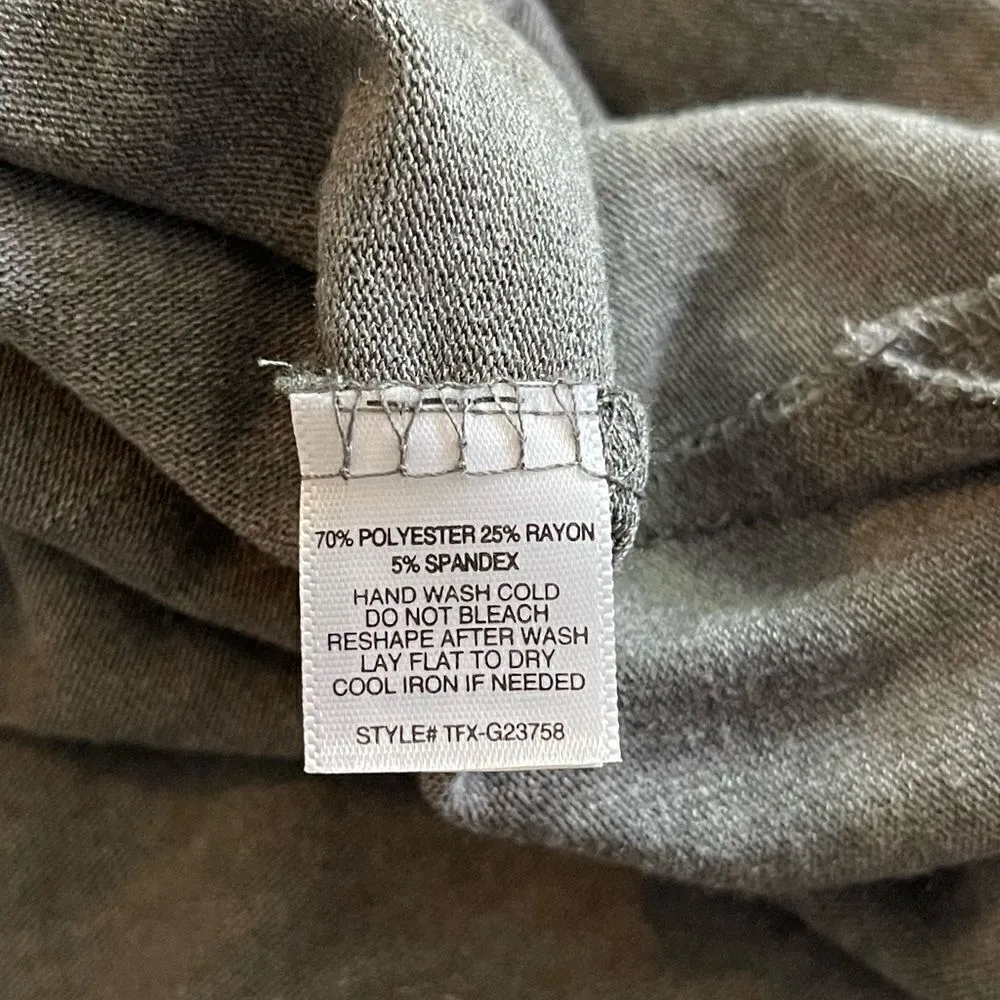 70% POLYESTER 25% RAYON
5% SPANDEX
HAND WASH COLD
DO NOT BLEACH
RESHAPE AFTER WASH
LAY FLAT TO DRY
COOL IRON IF NEEDED
STYLE# TFX-G23758